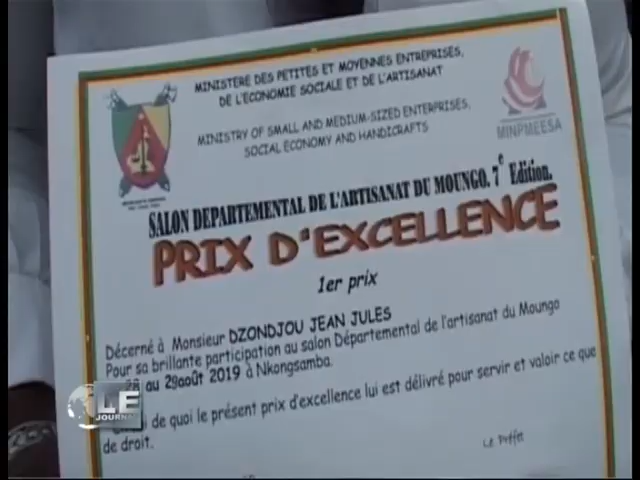 MINISTERE DES PETITES ET MOYENNES ENTREPRISES,
DE L'ECONOMIE SOCIALE ET DE L'ARTISANAT
MINISTRY OF SMALL AND MEDIUM-SIZED ENTERPRISES,
SOCIAL ECONOMY AND HANDICRAFTS
MINPMEESA
SALON DEPARTEMENTAL DE L'ARTISANAT DU MOUNGO. 7e Edition.
PRIX D'EXCELLENCE
1er prix
Décerné à Monsieur DZONDJOU JEAN JULES
Pour sa brillante participation au salon Départemental de l'artisanat du Moungo
28 au 29août 2019 à Nkongsamba.
de quoi le présent prix d'excellence lui est délivré pour servir et valoir ce que
de droit.
Le Préfet
LE
JOURNAL